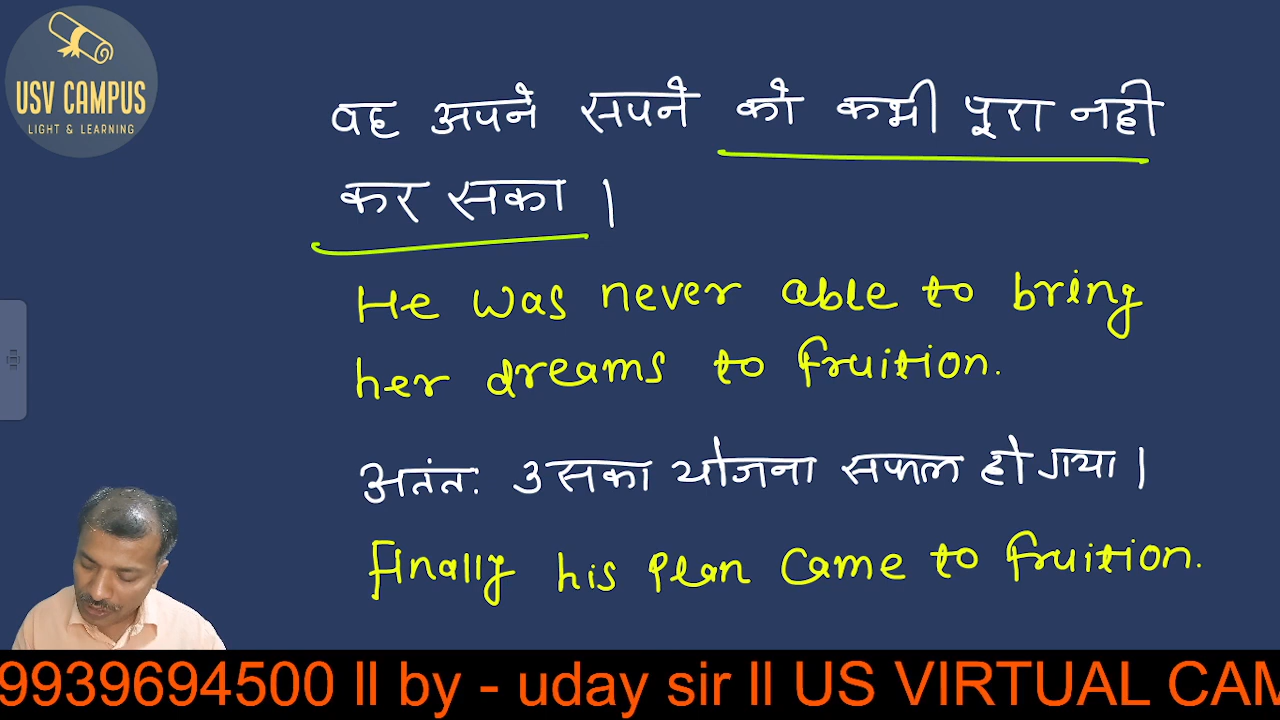 USV CAMPUS
LIGHT & LEARNING
वह अपने सपने को कभी पूरा नही
कर सका |
He was never able to bring
her dreams to fruition.
अतंत: उसका योजना सफल हो गया |
Finally his plan came to fruition.
9939694500 ll by - uday sir ll US VIRTUAL CAM